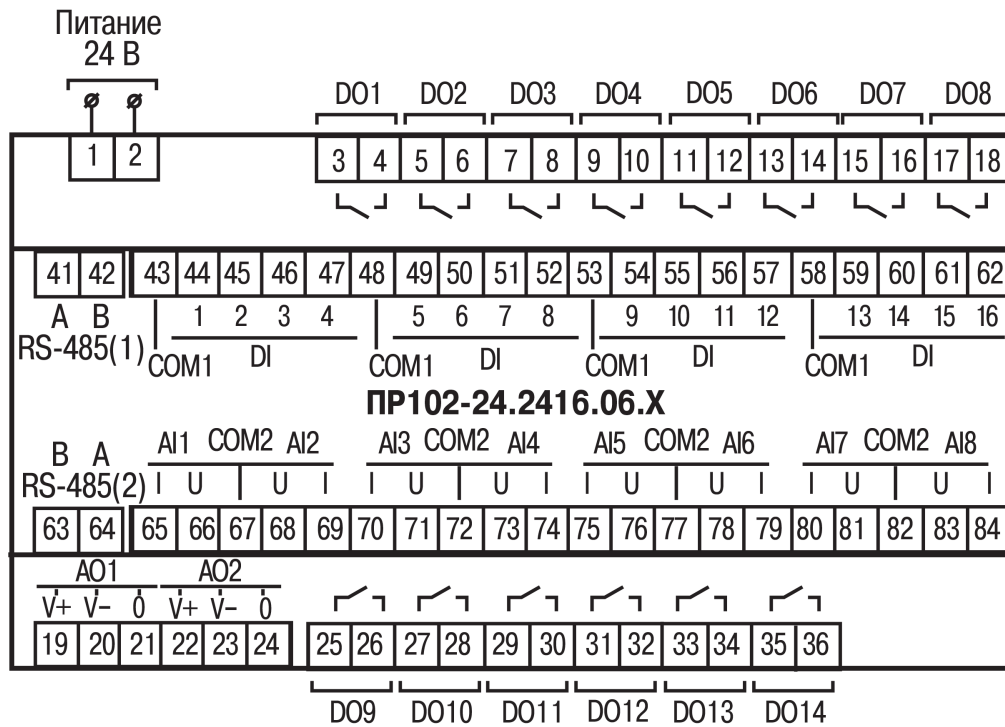 Питание
24 В
DO1 DO2 DO3 DO4 DO5 DO6 DO7 DO8
1 2 3 4 5 6 7 8 9 10 11 12 13 14 15 16 17 18
41 42 43 44 45 46 47 48 49 50 51 52 53 54 55 56 57 58 59 60 61 62
A B 1 2 3 4 5 6 7 8 9 10 11 12 13 14 15 16
RS-485(1) COM1 DI COM1 DI COM1 DI COM1 DI
ПР102-24.2416.06.X
B A AI1 COM2 AI2 AI3 COM2 AI4 AI5 COM2 AI6 AI7 COM2 AI8
RS-485(2) I U U I I U U I I U U I I U U I
63 64 65 66 67 68 69 70 71 72 73 74 75 76 77 78 79 80 81 82 83 84
AO1 AO2
V+ V− 0 V+ V− 0
19 20 21 22 23 24 25 26 27 28 29 30 31 32 33 34 35 36
DO9 DO10 DO11 DO12 DO13 DO14